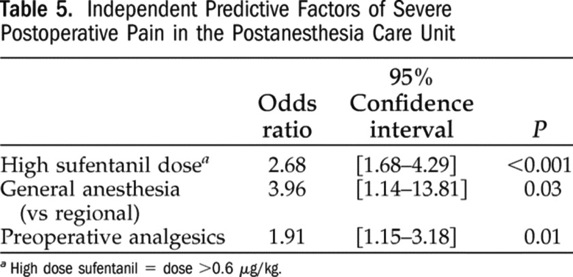 Table 5. Independent Predictive Factors of Severe
Postoperative Pain in the Postanesthesia Care Unit
95%
Odds Confidence
ratio interval P
High sufentanil doseᵃ 2.68 [1.68–4.29] <0.001
General anesthesia 3.96 [1.14–13.81] 0.03
(vs regional)
Preoperative analgesics 1.91 [1.15–3.18] 0.01
ᵃ High dose sufentanil = dose >0.6 μg/kg.